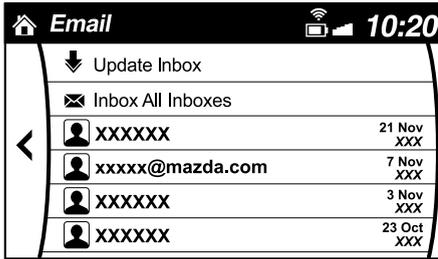 Email 10:20
Update Inbox
Inbox All Inboxes
XXXXXX 21 Nov
XXX
xxxxx@mazda.com 7 Nov
XXX
XXXXXX 3 Nov
XXX
XXXXXX 23 Oct
XXX